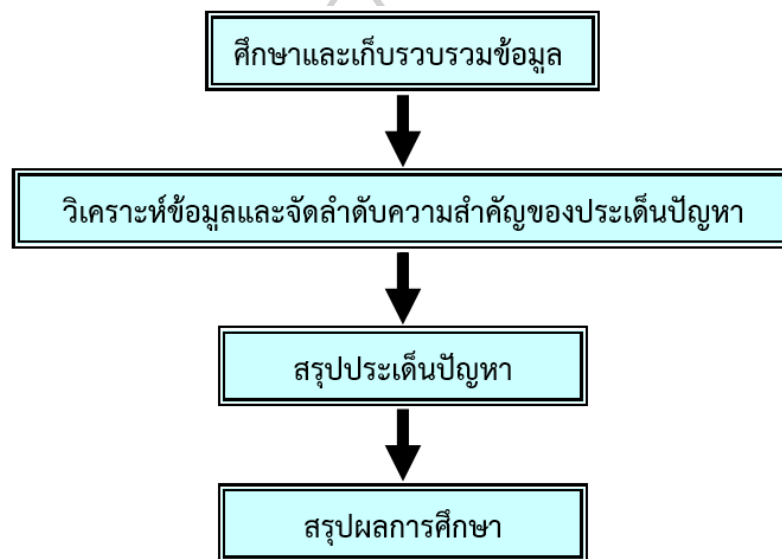 ศึกษาและเก็บรวบรวมข้อมูล
วิเคราะห์ข้อมูลและจัดลำดับความสำคัญของประเด็นปัญหา
สรุปประเด็นปัญหา
สรุปผลการศึกษา